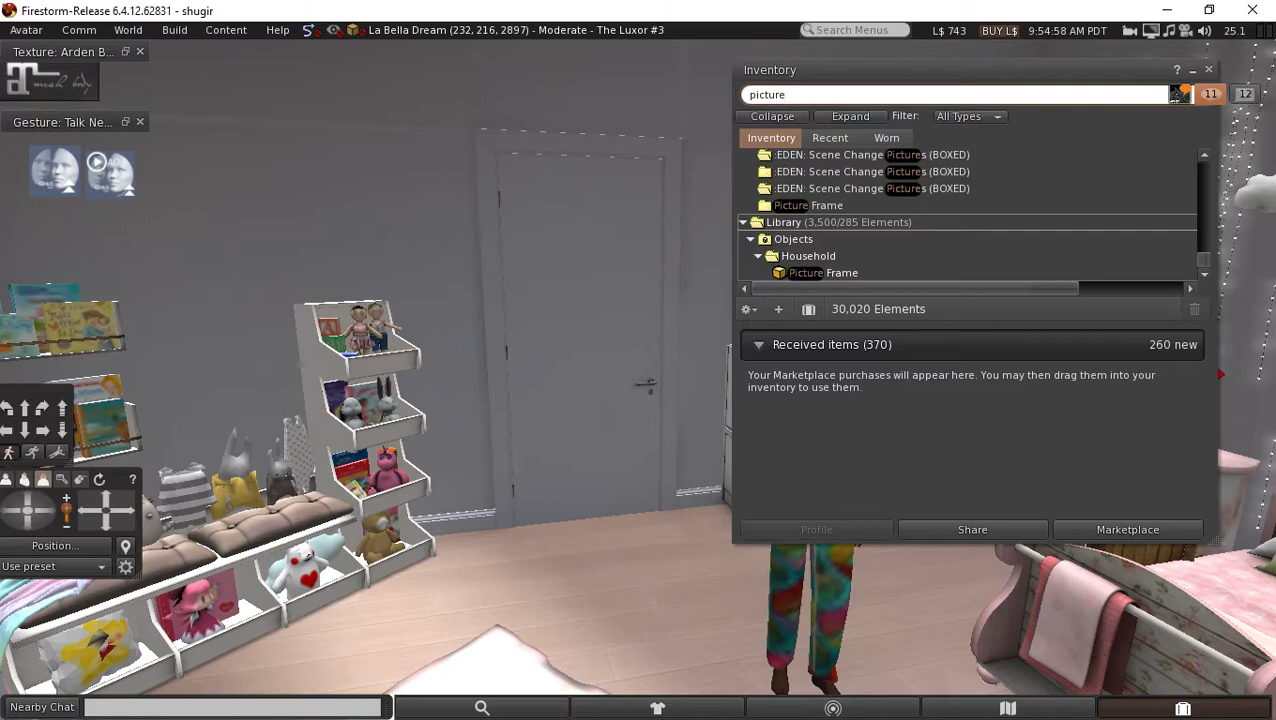 Firestorm-Release 6.4.12.62831 - shugir
Avatar Comm World Build Content Help La Bella Dream (232, 216, 2897) - Moderate - The Luxor #3 Search Menus L$ 743 BUY L$ 9:54:58 AM PDT 25.1
Texture: Arden B...
mesh body
Gesture: Talk Ne...
Inventory ?
picture 11 12
Collapse Expand Filter: All Types
Inventory Recent Worn
:EDEN: Scene Change Pictures (BOXED)
:EDEN: Scene Change Pictures (BOXED)
:EDEN: Scene Change Pictures (BOXED)
Picture Frame
Library (3,500/285 Elements)
Objects
Household
Picture Frame
30,020 Elements
Received items (370) 260 new
Your Marketplace purchases will appear here. You may then drag them into your
inventory to use them.
Profile Share Marketplace
?
Position...
Use preset
Nearby Chat